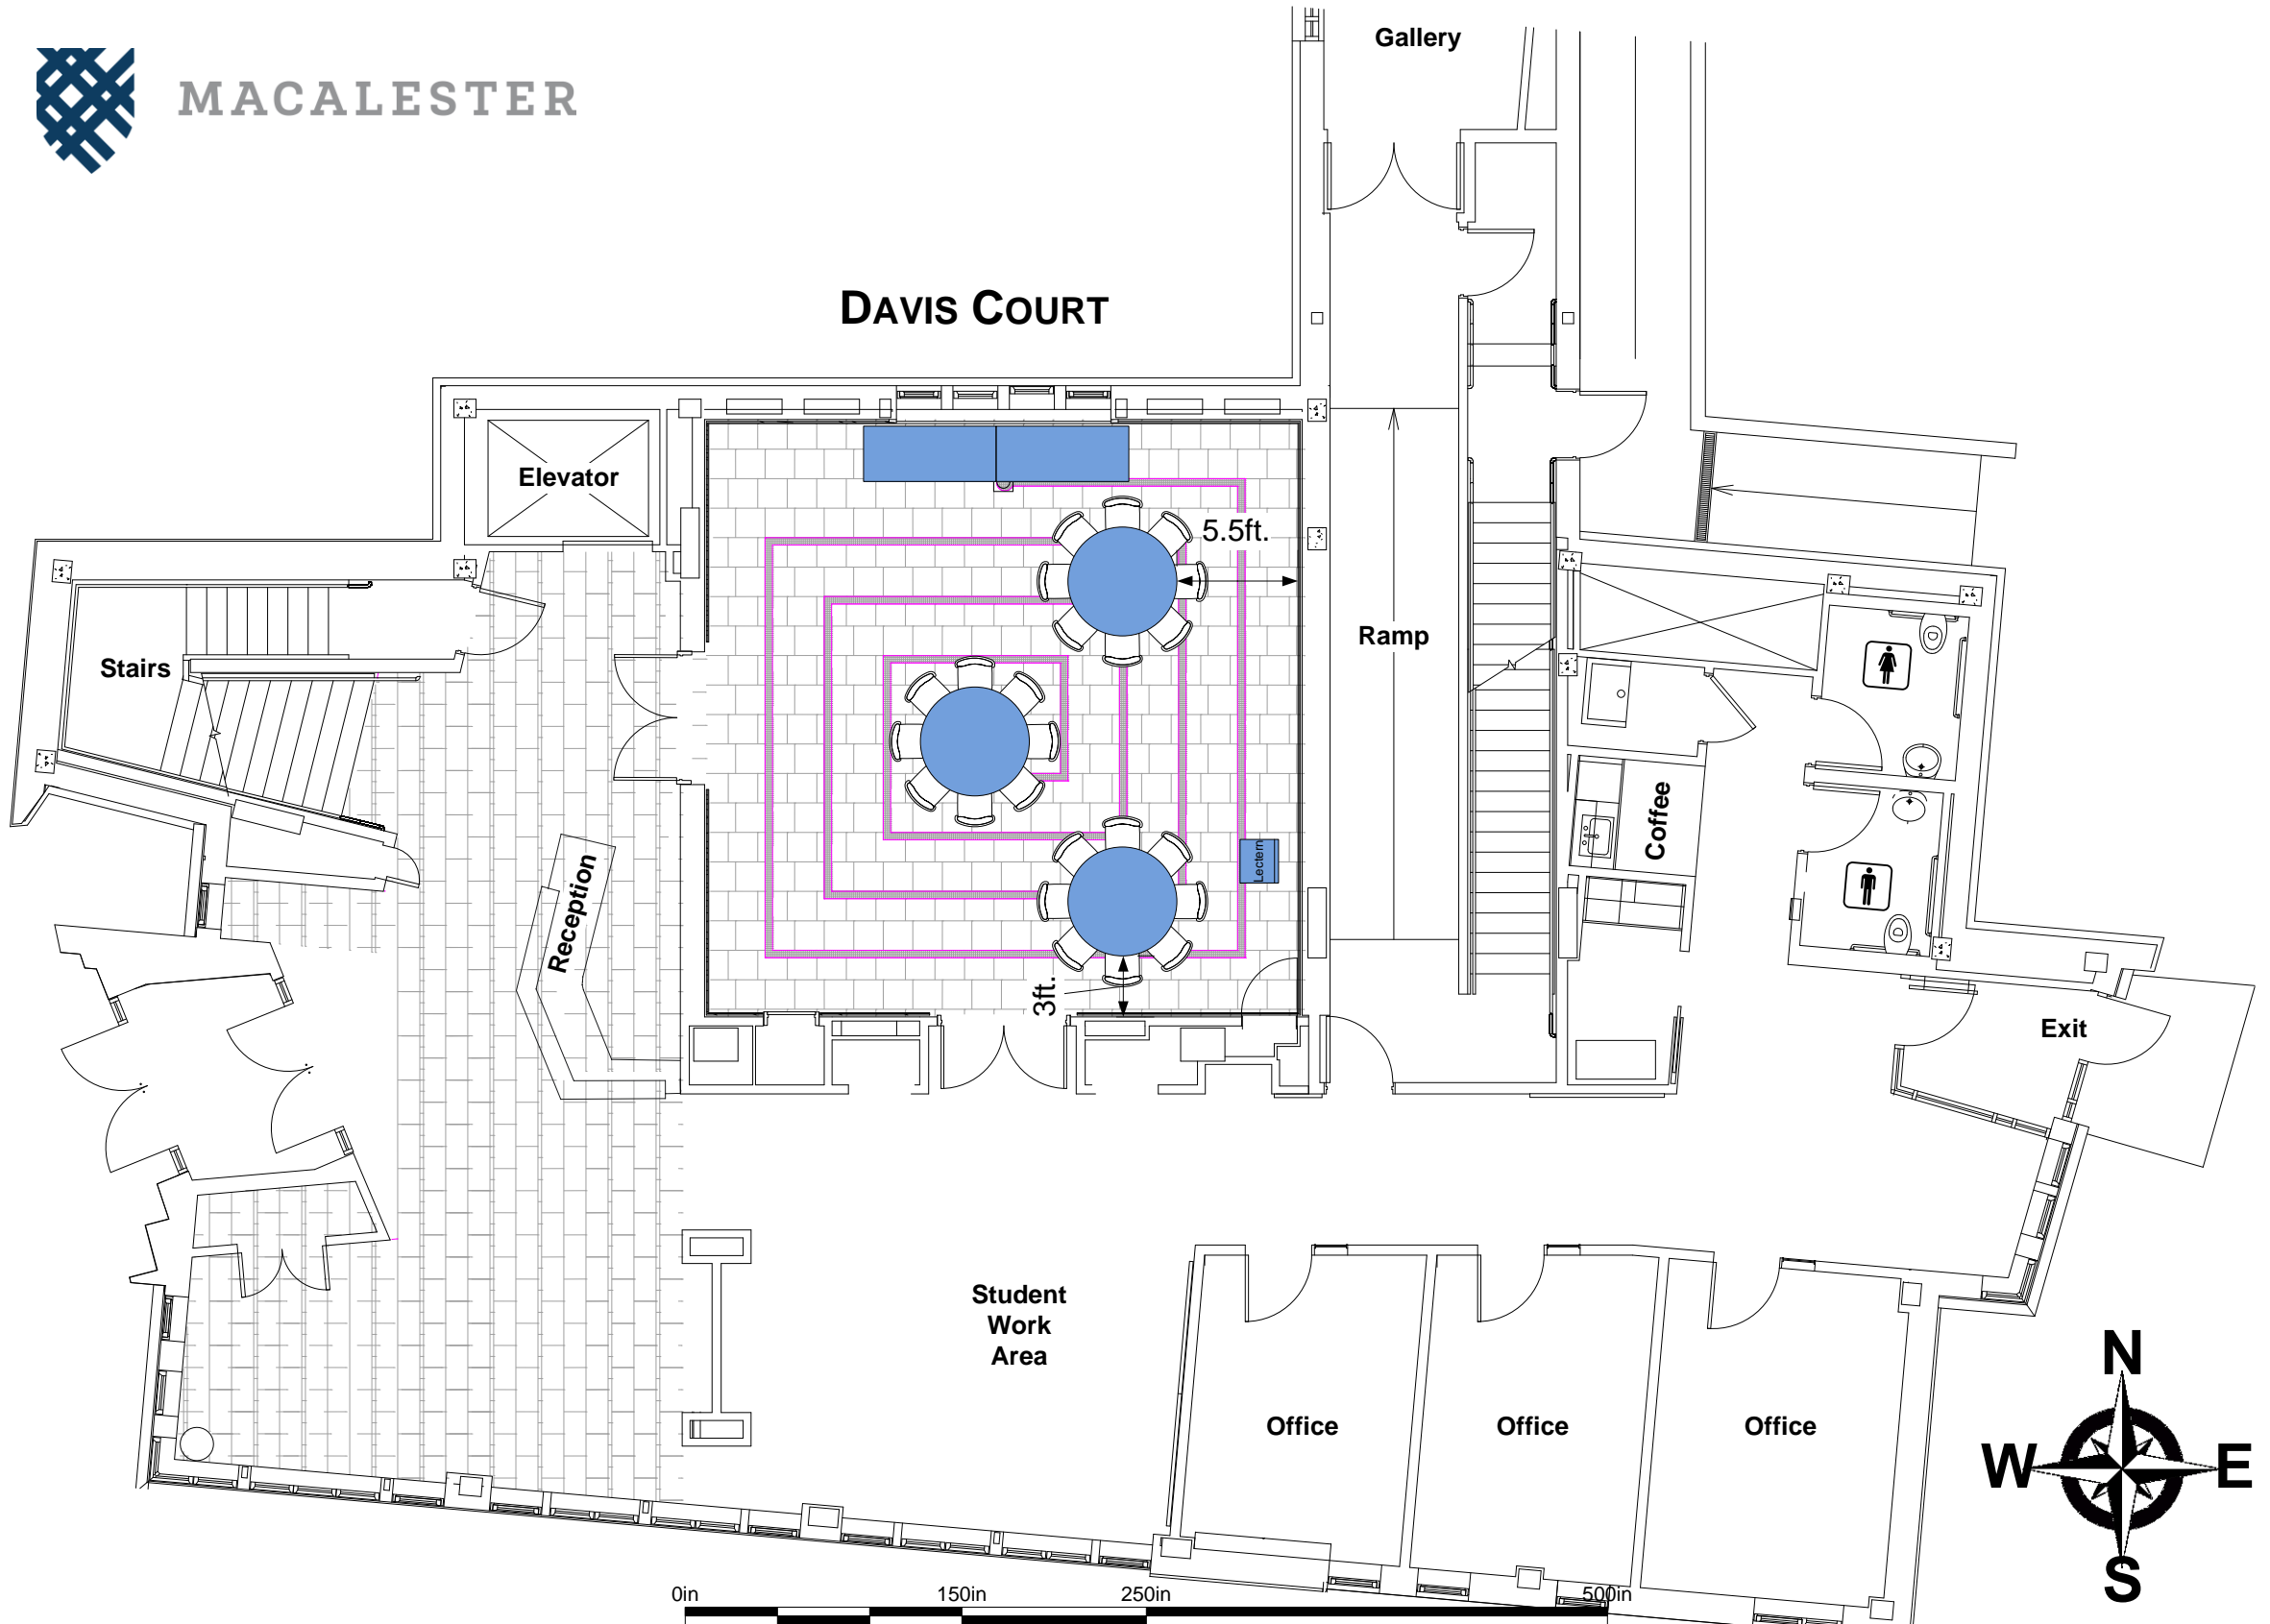 MACALESTER
Gallery
DAVIS COURT
Elevator
5.5ft.
Stairs
Ramp
Coffee
Lectern
Reception
3ft.
Exit
Student
Work
Area
Office
Office
Office
N
W
E
S
0in
150in
250in
500in